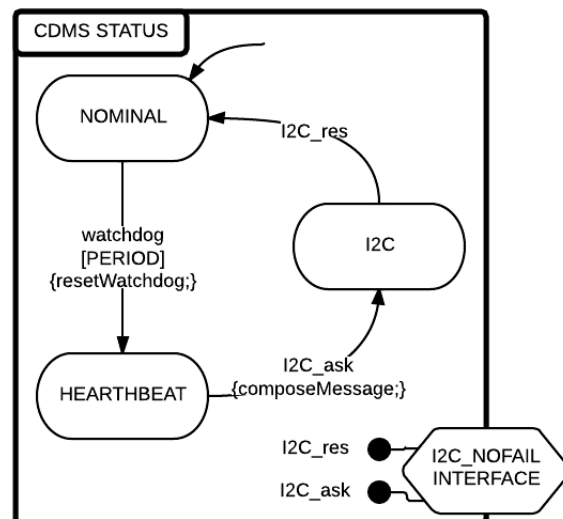 CDMS STATUS
NOMINAL
I2C_res
watchdog
[PERIOD]
{resetWatchdog;}
I2C
HEARTHBEAT
I2C_ask
{composeMessage;}
I2C_res
I2C_ask
I2C_NOFAIL
INTERFACE